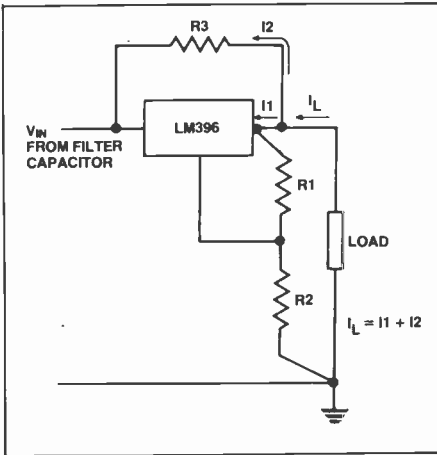 R3
I2
I1
IL
VIN
FROM FILTER
CAPACITOR
LM396
R1
LOAD
R2
IL = I1 + I2